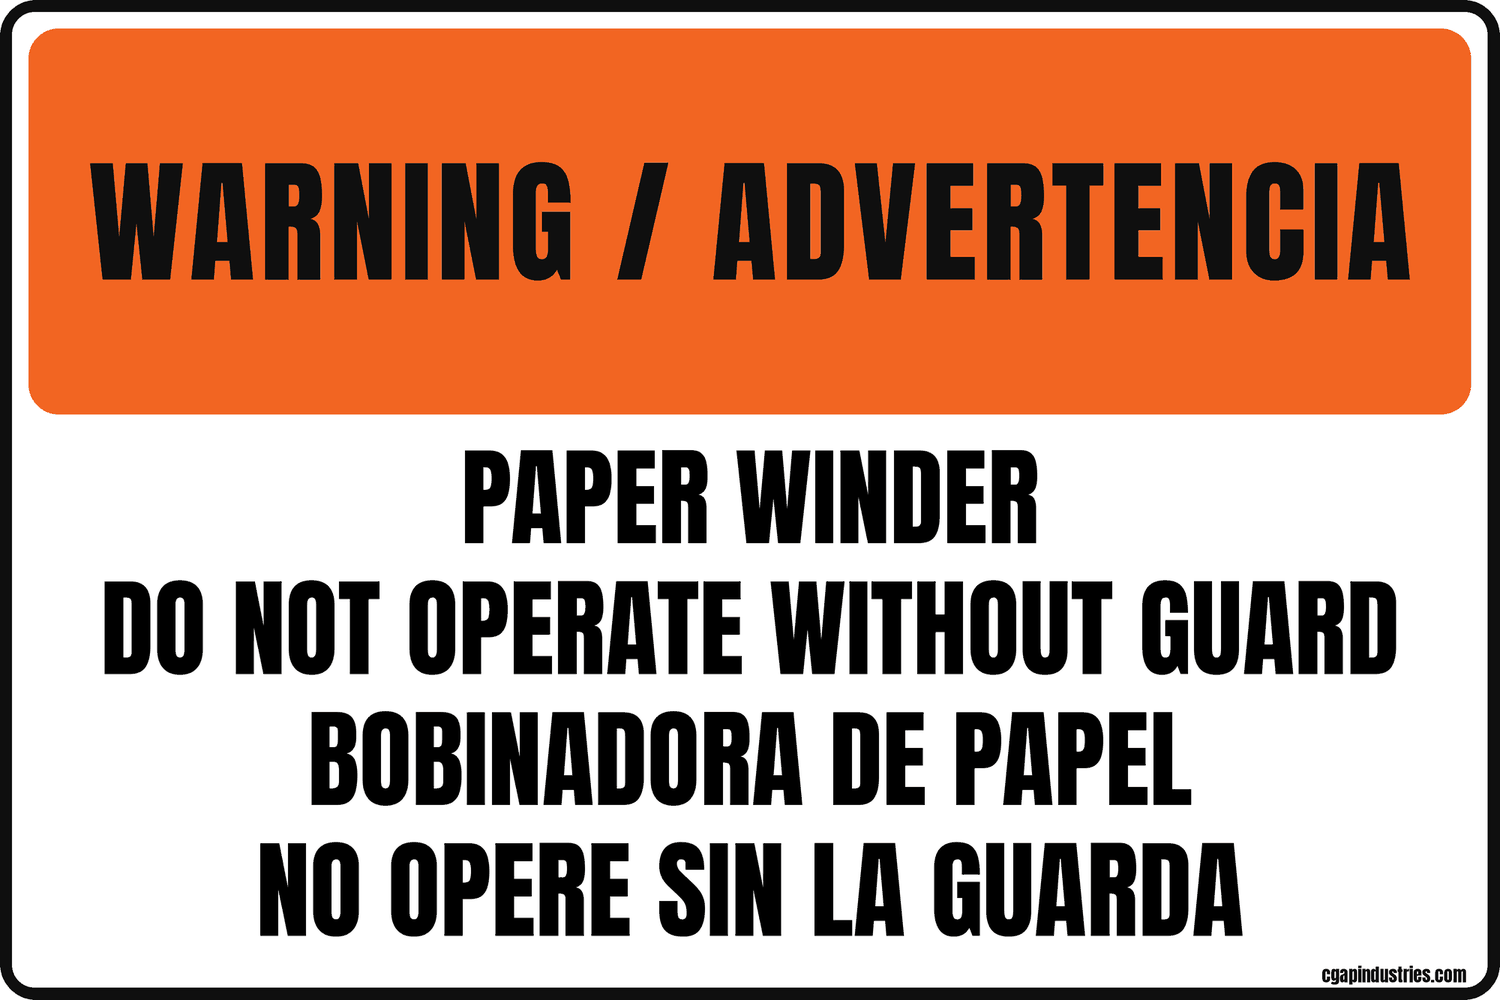 WARNING / ADVERTENCIA
PAPER WINDER
DO NOT OPERATE WITHOUT GUARD
BOBINADORA DE PAPEL
NO OPERE SIN LA GUARDA
cgapindustries.com